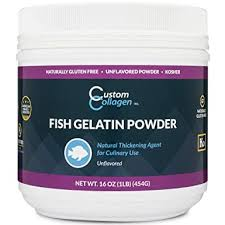 NATURALLY GLUTEN FREE • UNFLAVORED POWDER • KOSHER
Custom
Collagen INC.
FISH GELATIN POWDER
Natural Thickening Agent
for Culinary Use
Unflavored
NET WT. 16 OZ (1LB) (454G)